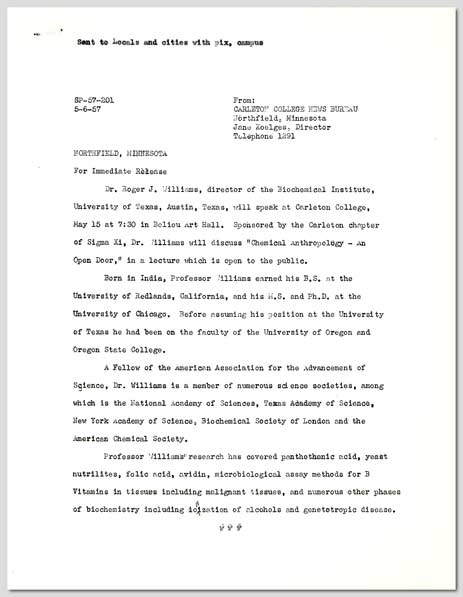 Sent to Locals and cities with pix, campus
SP-57-201
5-6-57
From:
CARLETON COLLEGE NEWS BUREAU
Northfield, Minnesota
Jane Koelges, Director
Telephone 1291
NORTHFIELD, MINNESOTA
For Immediate Release
Dr. Roger J. Williams, director of the Biochemical Institute,
University of Texas, Austin, Texas, will speak at Carleton College,
May 15 at 7:30 in Boliou Art Hall. Sponsored by the Carleton chapter
of Sigma Xi, Dr. Williams will discuss "Chemical Anthropology - An
Open Door," in a lecture which is open to the public.
Born in India, Professor Williams earned his B.S. at the
University of Redlands, California, and his M.S. and Ph.D. at the
University of Chicago. Before assuming his position at the University
of Texas he had been on the faculty of the University of Oregon and
Oregon State College.
A Fellow of the American Association for the Advancement of
Science, Dr. Williams is a member of numerous science societies, among
which is the National Academy of Sciences, Texas Academy of Science,
New York Academy of Science, Biochemical Society of London and the
American Chemical Society.
Professor Williams' research has covered panthothenic acid, yeast
nutrilites, folic acid, avidin, microbiological assay methods for B
Vitamins in tissues including malignant tissues, and numerous other phases
of biochemistry including ionization of alcohols and genetotropic disease.
# # #